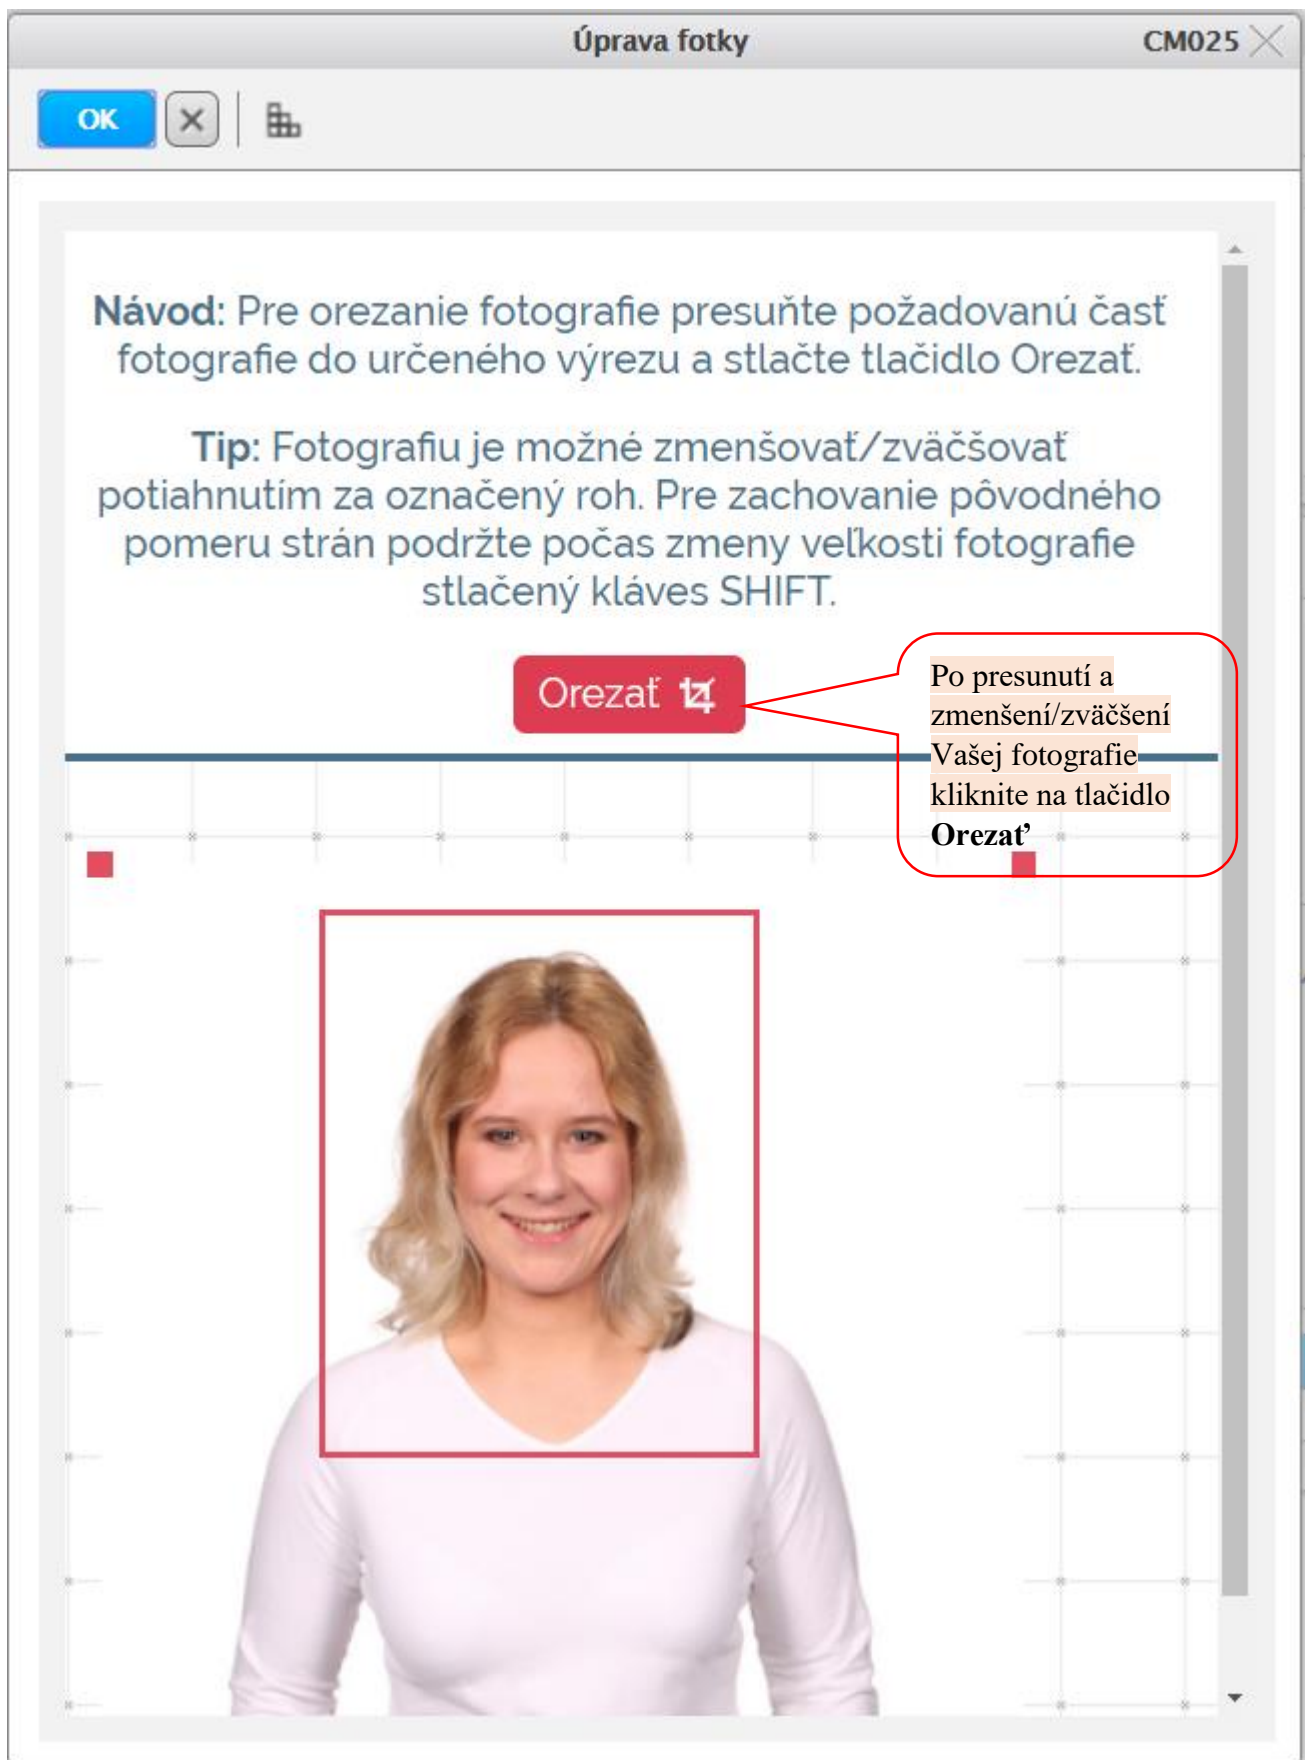 Úprava fotky CM025
OK
Návod: Pre orezanie fotografie presuňte požadovanú časť
fotografie do určeného výrezu a stlačte tlačidlo Orezať.
Tip: Fotografiu je možné zmenšovať/zväčšovať
potiahnutím za označený roh. Pre zachovanie pôvodného
pomeru strán podržte počas zmeny veľkosti fotografie
stlačený kláves SHIFT.
Orezať
Po presunutí a
zmenšení/zväčšení
Vašej fotografie
kliknite na tlačidlo
Orezať